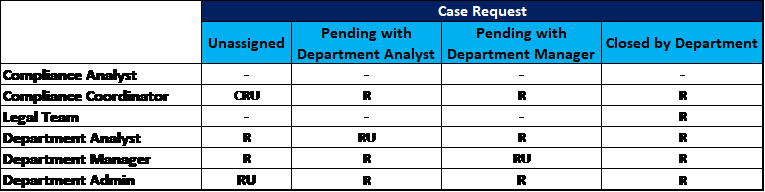 Case Request
Unassigned Pending with Department Analyst Pending with Department Manager Closed by Department
Compliance Analyst - - - -
Compliance Coordinator CRU R R R
Legal Team - - - R
Department Analyst R RU R R
Department Manager R R RU R
Department Admin RU R R R